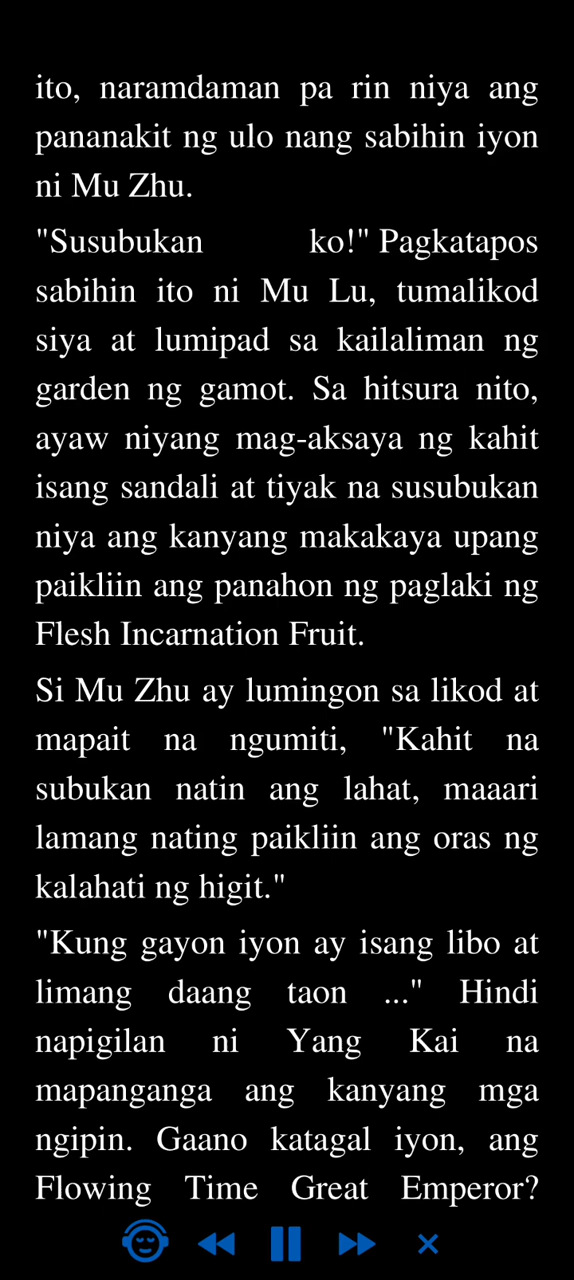 ito, naramdaman pa rin niya ang
pananakit ng ulo nang sabihin iyon
ni Mu Zhu.
"Susubukan ko!" Pagkatapos
sabihin ito ni Mu Lu, tumalikod
siya at lumipad sa kailaliman ng
garden ng gamot. Sa hitsura nito,
ayaw niyang mag-aksaya ng kahit
isang sandali at tiyak na susubukan
niya ang kanyang makakaya upang
paikliin ang panahon ng paglaki ng
Flesh Incarnation Fruit.
Si Mu Zhu ay lumingon sa likod at
mapait na ngumiti, "Kahit na
subukan natin ang lahat, maaari
lamang nating paikliin ang oras ng
kalahati ng higit."
"Kung gayon iyon ay isang libo at
limang daang taon ..." Hindi
napigilan ni Yang Kai na
mapanganga ang kanyang mga
ngipin. Gaano katagal iyon, ang
Flowing Time Great Emperor?